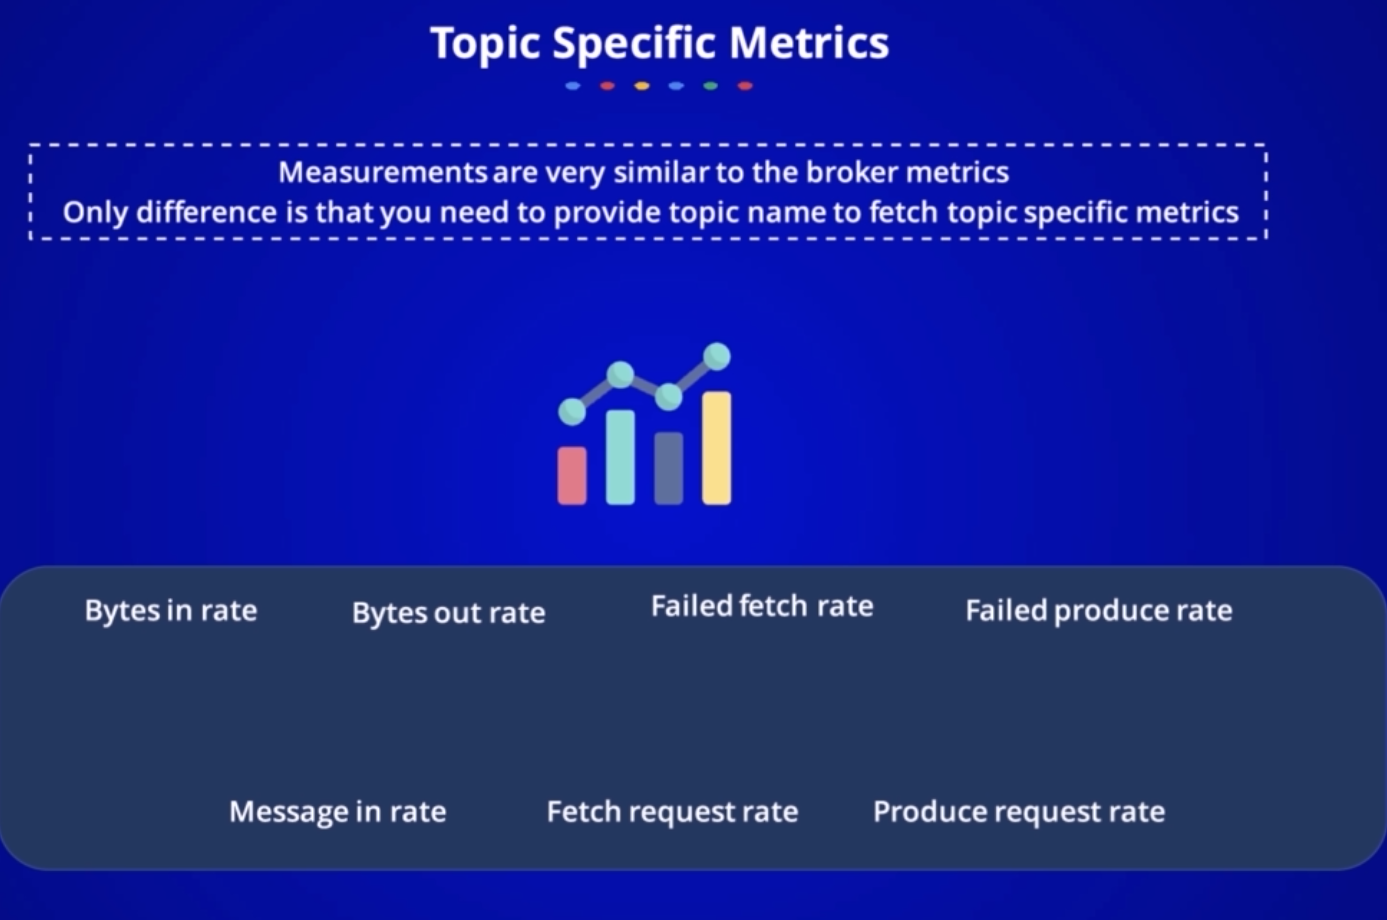 Topic Specific Metrics
Measurements are very similar to the broker metrics
Only difference is that you need to provide topic name to fetch topic specific metrics
Bytes in rate
Bytes out rate
Failed fetch rate
Failed produce rate
Message in rate
Fetch request rate
Produce request rate